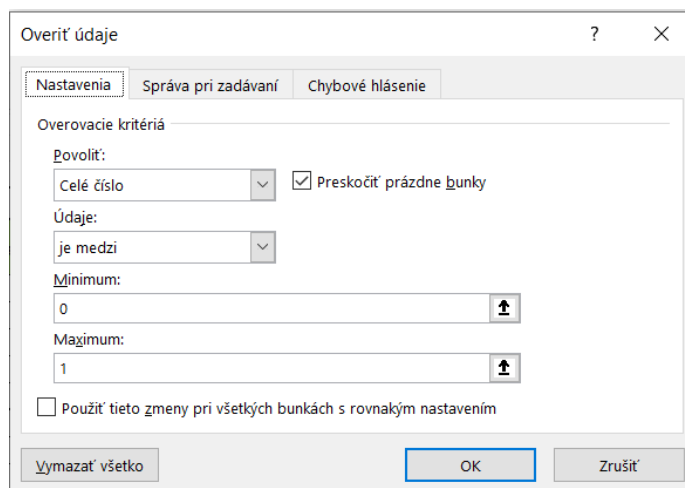 Overiť údaje ?
Nastavenia Správa pri zadávaní Chybové hlásenie
Overovacie kritériá
Povoliť:
Celé číslo Preskočiť prázdne bunky
Údaje:
je medzi
Minimum:
0
Maximum:
1
Použiť tieto zmeny pri všetkých bunkách s rovnakým nastavením
Vymazať všetko OK Zrušiť